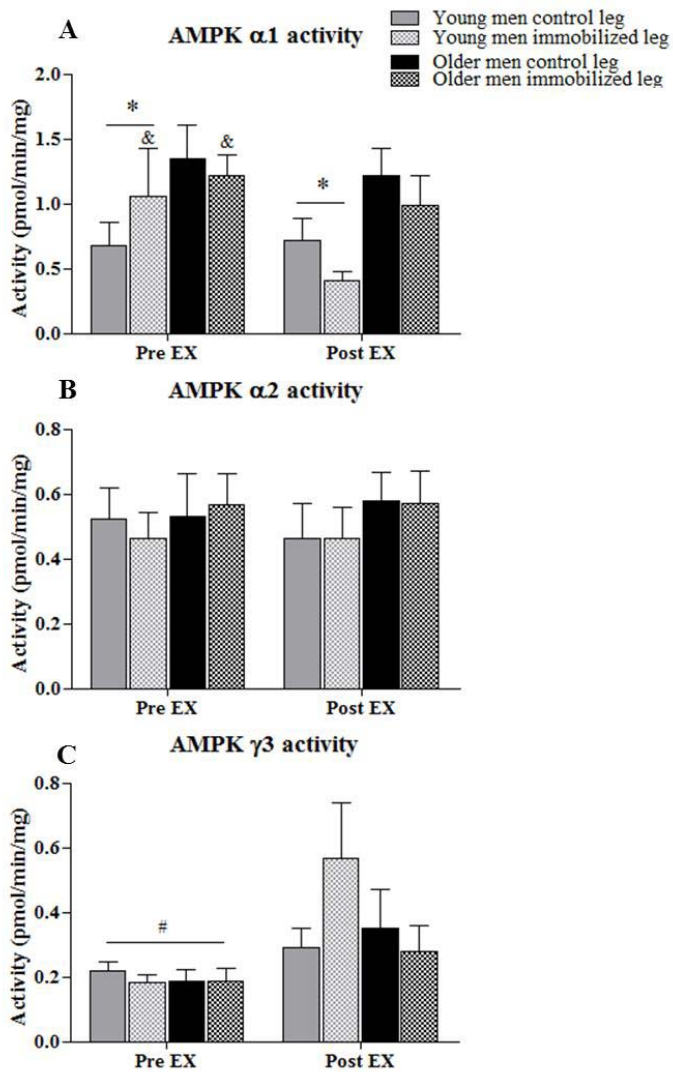 Young men control leg
Young men immobilized leg
Older men control leg
Older men immobilized leg
A
AMPK α1 activity
Activity (pmol/min/mg)
2.0
1.5
1.0
0.5
0.0
*
&
&
*
Pre EX
Post EX
B
AMPK α2 activity
Activity (pmol/min/mg)
0.8
0.6
0.4
0.2
0.0
Pre EX
Post EX
C
AMPK γ3 activity
Activity (pmol/min/mg)
0.8
0.6
0.4
0.2
0.0
#
Pre EX
Post EX